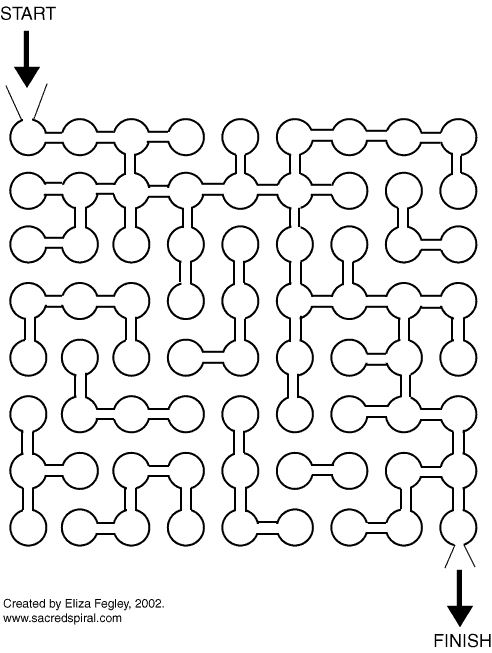 START
Created by Eliza Fegley, 2002.
www.sacredspiral.com
FINISH